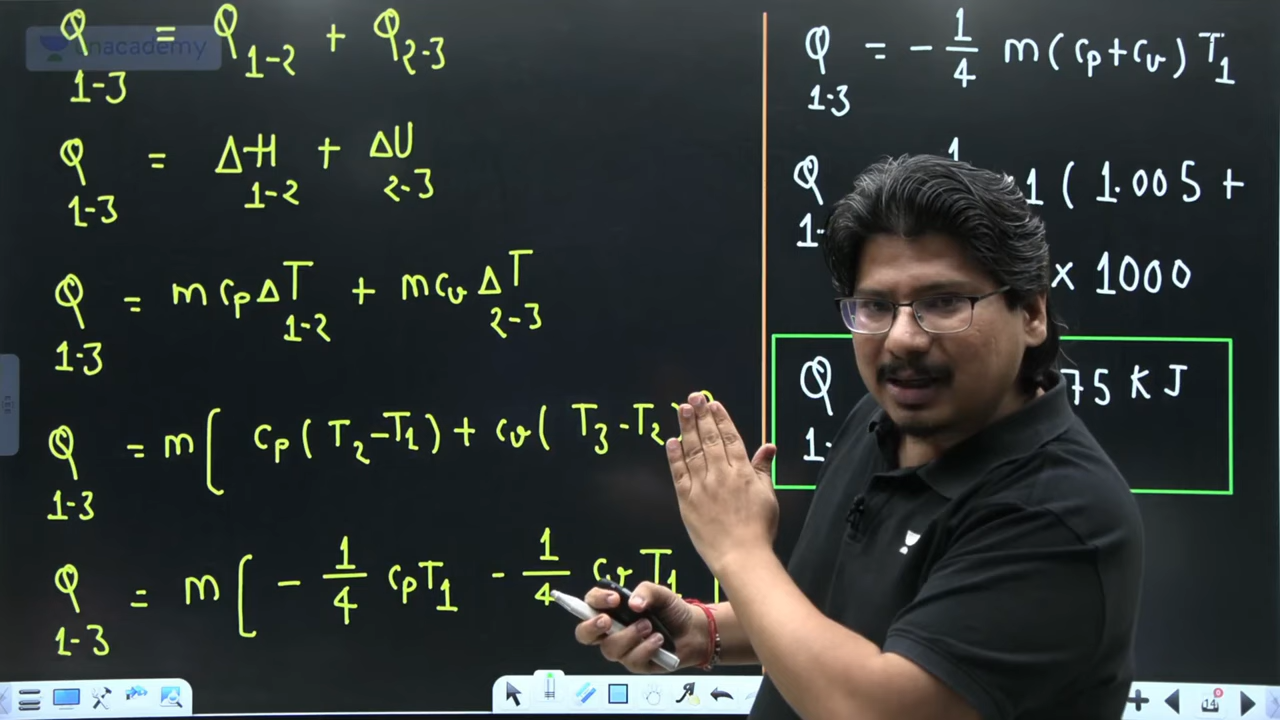 unacademy
Q₁₋₃ = Q₁₋₂ + Q₂₋₃
Q₁₋₃ = ΔH₁₋₂ + ΔU₂₋₃
Q₁₋₃ = m cp ΔT₁₋₂ + m cv ΔT₂₋₃
Q₁₋₃ = m[ cp ( T₂ - T₁ ) + cv ( T₃ - T₂
Q₁₋₃ = m[ - 1/4 cp T₁ - 1/4 cv T₁ ]
Q₁₋₃ = - 1/4 m ( cp + cv ) T₁
Q 1 ( 1.005 +
x 1000
Q 75 KJ
14